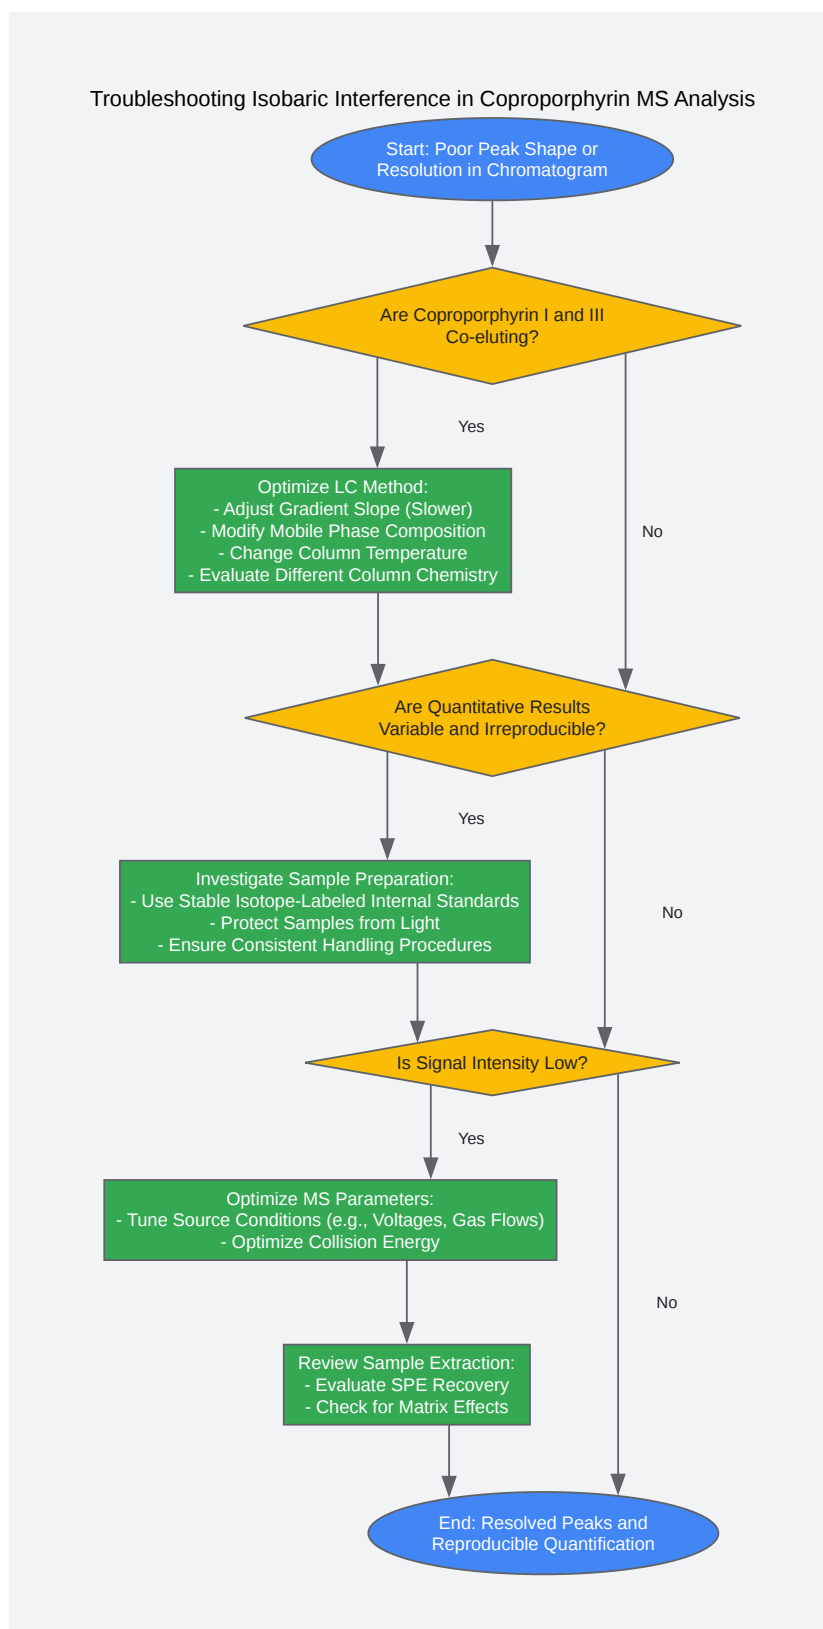 Troubleshooting Isobaric Interference in Coproporphyrin MS Analysis
Start: Poor Peak Shape or
Resolution in Chromatogram
Are Coproporphyrin I and III
Co-eluting?
Yes
Optimize LC Method:
- Adjust Gradient Slope (Slower)
- Modify Mobile Phase Composition
- Change Column Temperature
- Evaluate Different Column Chemistry
No
Are Quantitative Results
Variable and Irreproducible?
Yes
Investigate Sample Preparation:
- Use Stable Isotope-Labeled Internal Standards
- Protect Samples from Light
- Ensure Consistent Handling Procedures
No
Is Signal Intensity Low?
Yes
Optimize MS Parameters:
- Tune Source Conditions (e.g., Voltages, Gas Flows)
- Optimize Collision Energy
No
Review Sample Extraction:
- Evaluate SPE Recovery
- Check for Matrix Effects
End: Resolved Peaks and
Reproducible Quantification